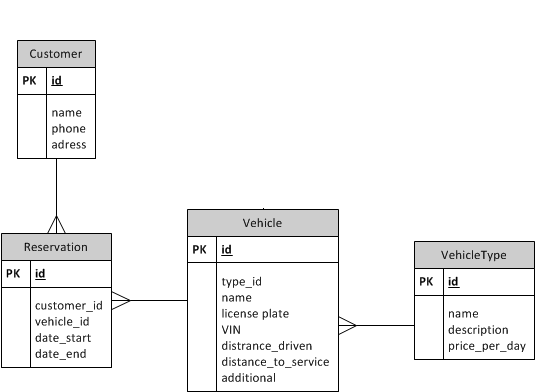 Customer
PK id
name
phone
adress
Reservation
PK id
customer_id
vehicle_id
date_start
date_end
Vehicle
PK id
type_id
name
license plate
VIN
distrance_driven
distance_to_service
additional
VehicleType
PK id
name
description
price_per_day